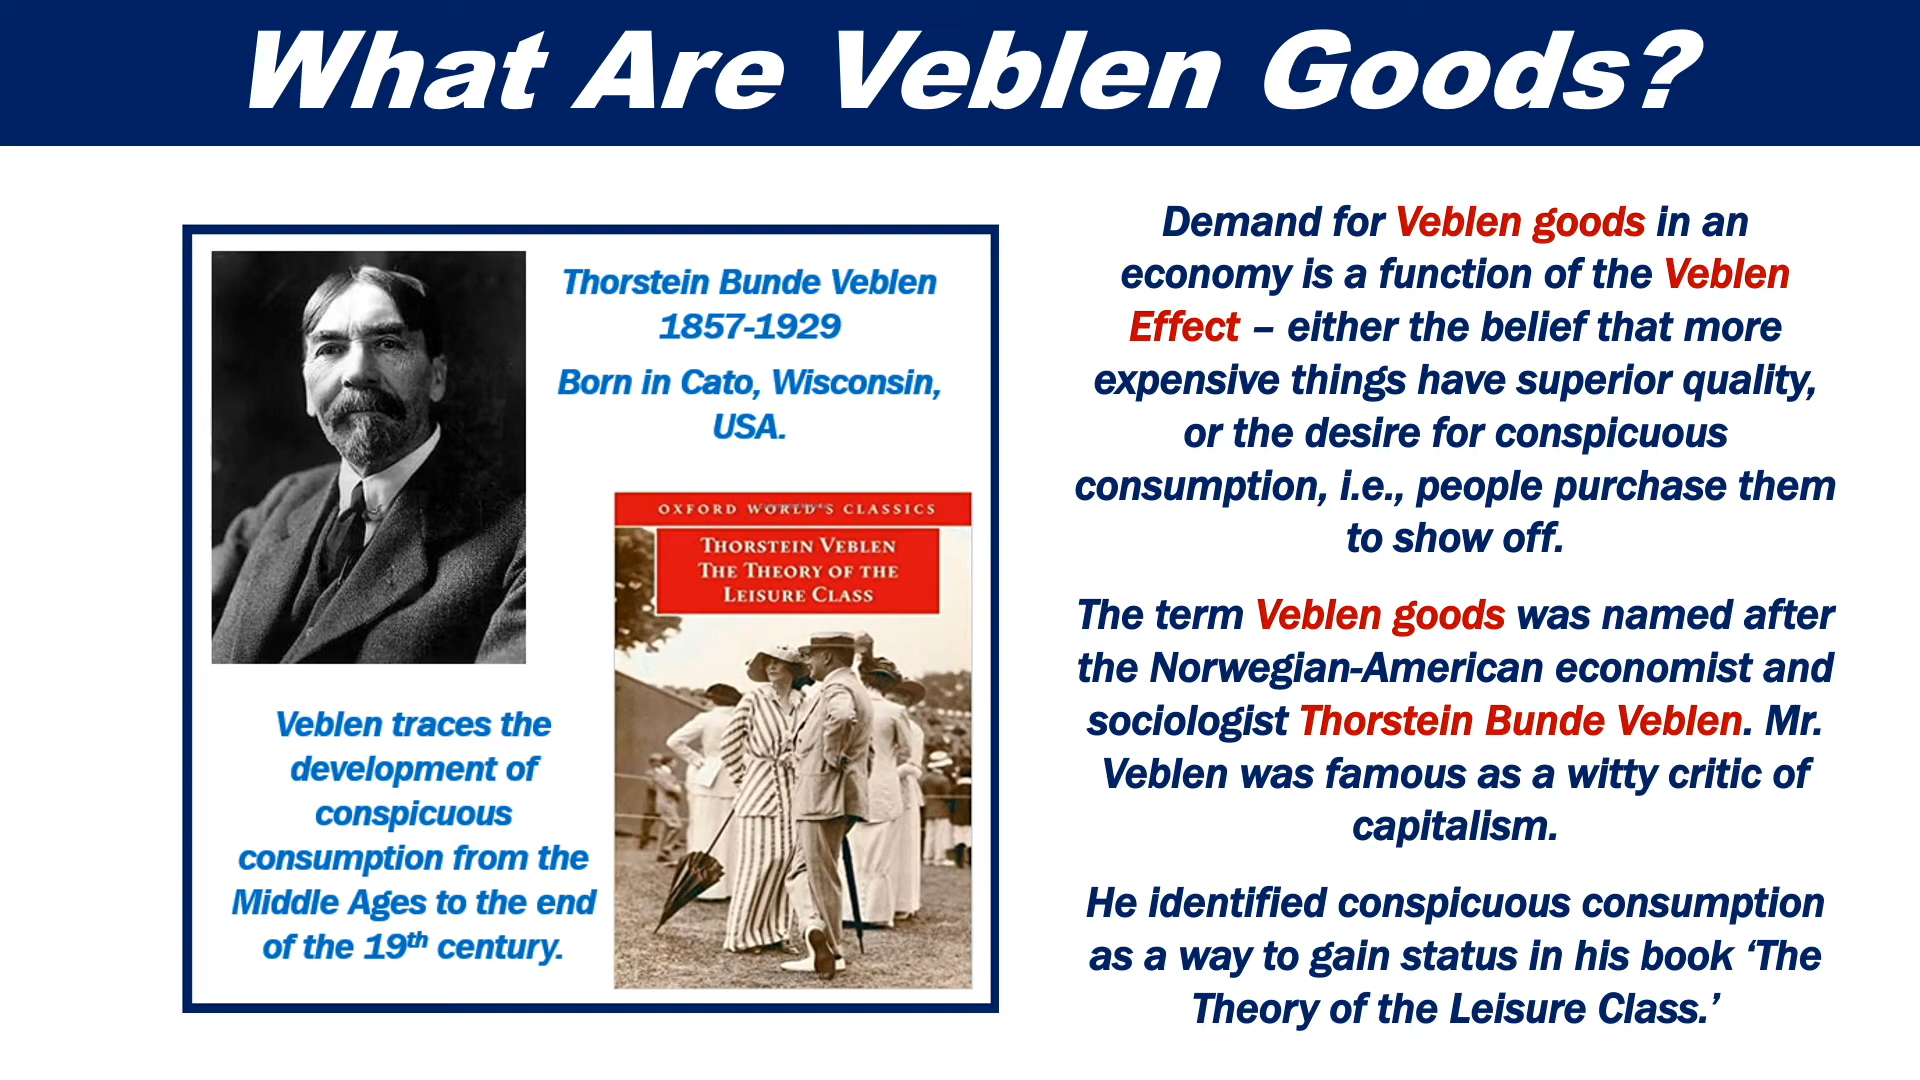 What Are Veblen Goods?
Thorstein Bunde Veblen
1857-1929
Born in Cato, Wisconsin,
USA.
OXFORD WORLD'S CLASSICS
THORSTEIN VEBLEN
THE THEORY OF THE
LEISURE CLASS
Veblen traces the
development of
conspicuous
consumption from the
Middle Ages to the end
of the 19th century.
Demand for Veblen goods in an
economy is a function of the Veblen
Effect – either the belief that more
expensive things have superior quality,
or the desire for conspicuous
consumption, i.e., people purchase them
to show off.
The term Veblen goods was named after
the Norwegian-American economist and
sociologist Thorstein Bunde Veblen. Mr.
Veblen was famous as a witty critic of
capitalism.
He identified conspicuous consumption
as a way to gain status in his book ‘The
Theory of the Leisure Class.’